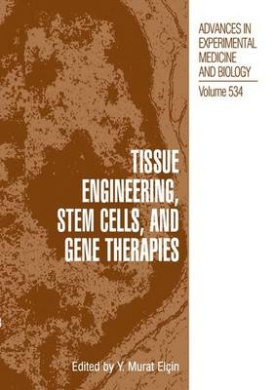 ADVANCES IN
EXPERIMENTAL
MEDICINE
AND BIOLOGY
Volume 534
TISSUE
ENGINEERING,
STEM CELLS, AND
GENE THERAPIES
Edited by Y. Murat Elçin